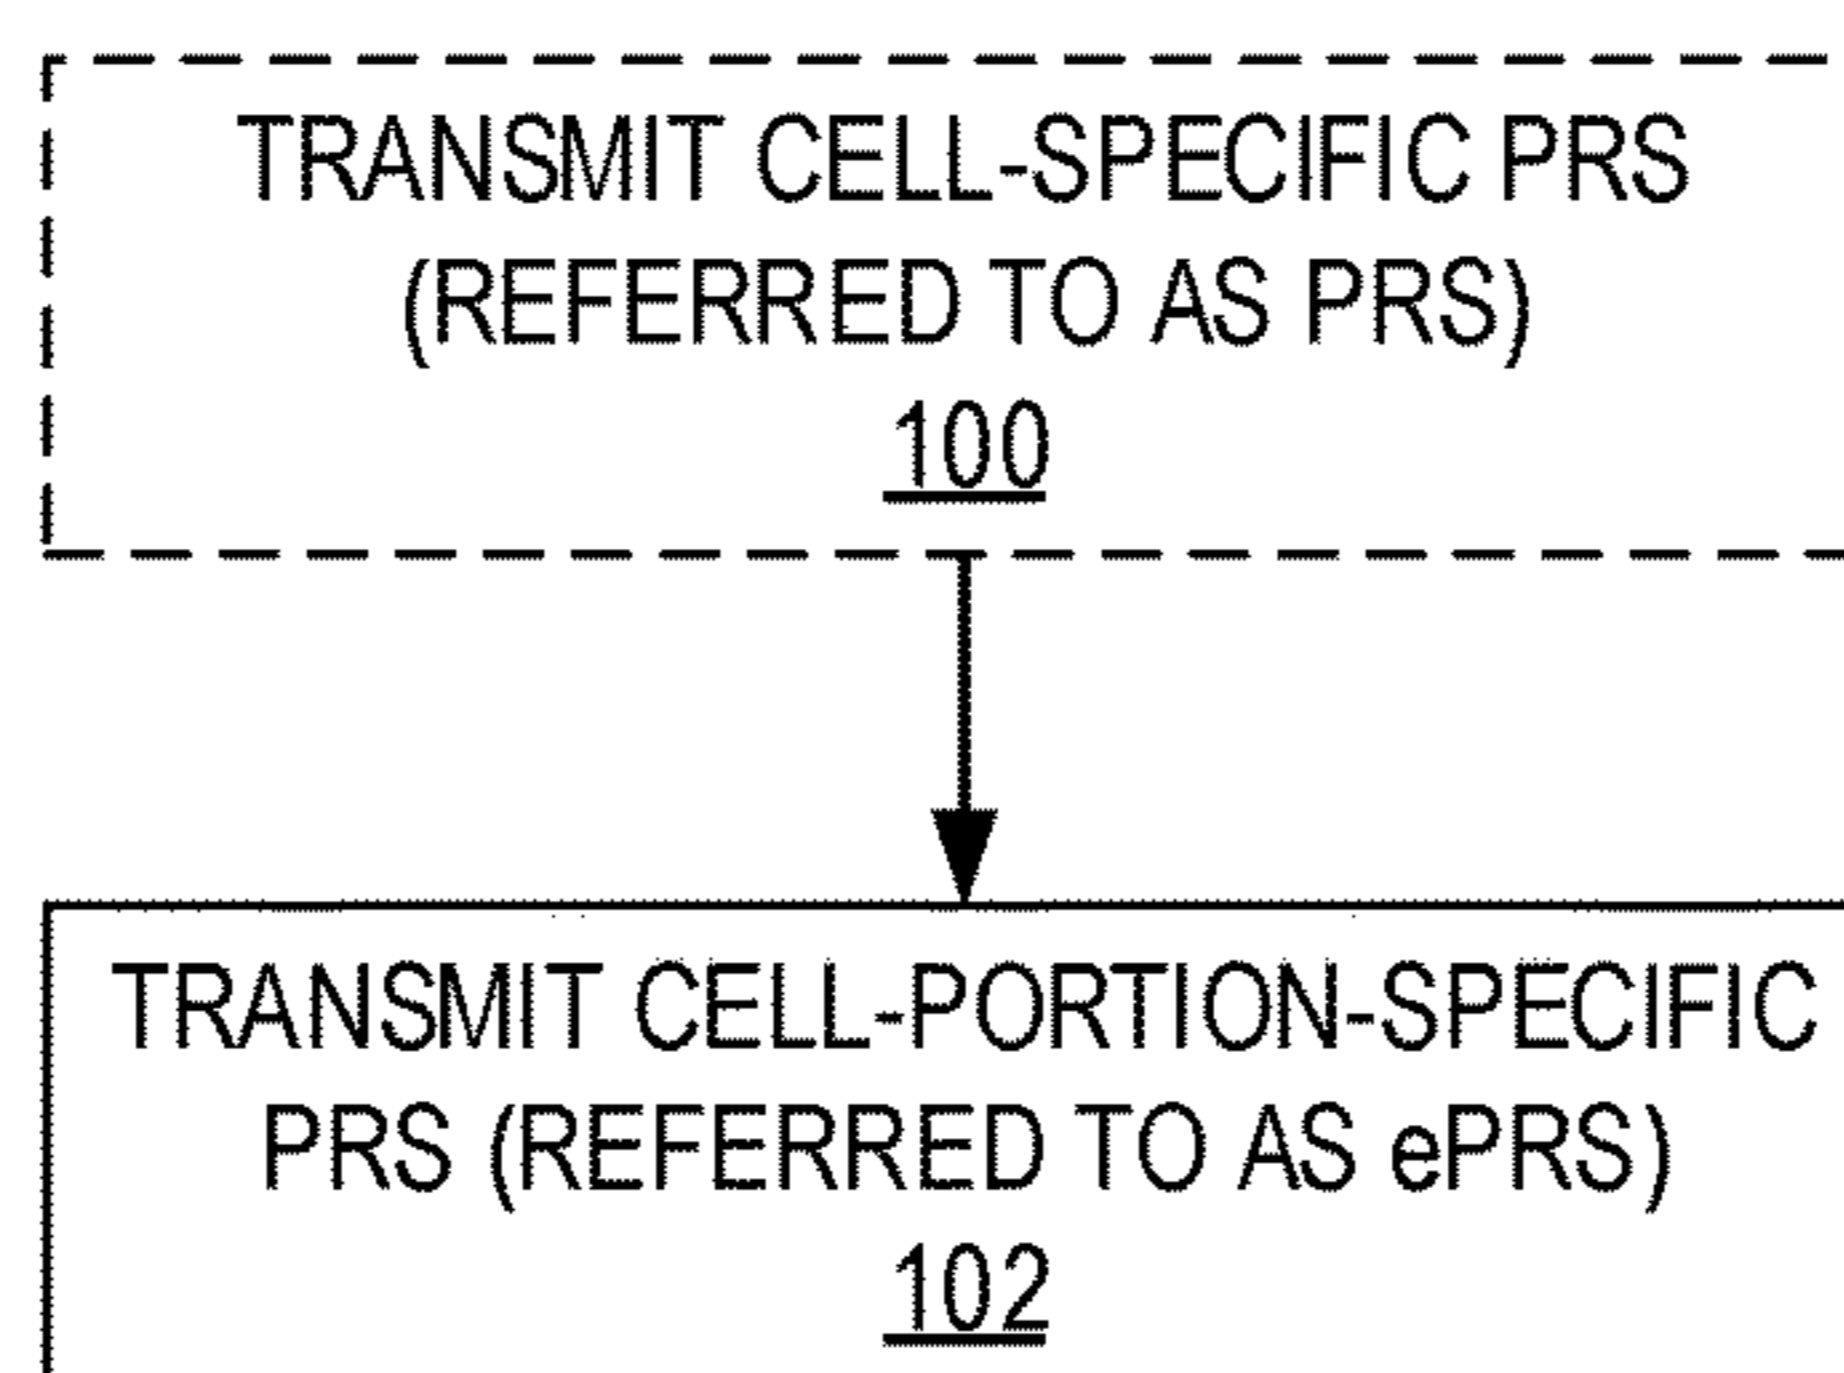 TRANSMIT CELL-SPECIFIC PRS
(REFERRED TO AS PRS)
100
TRANSMIT CELL-PORTION-SPECIFIC
PRS (REFERRED TO AS ePRS)
102